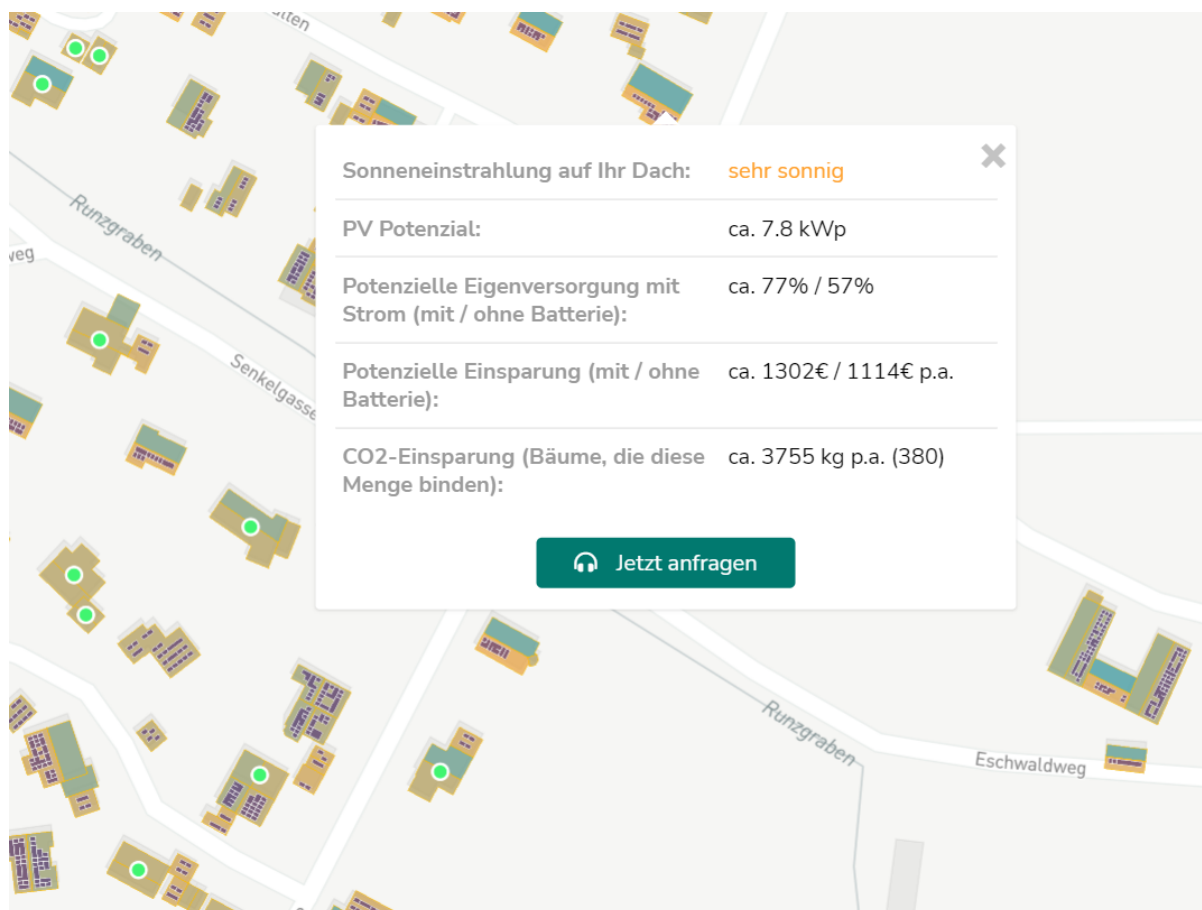 Runzgraben
Senkelgasse
Sonneneinstrahlung auf Ihr Dach: sehr sonnig
PV Potenzial: ca. 7.8 kWp
Potenzielle Eigenversorgung mit ca. 77% / 57%
Strom (mit / ohne Batterie):
Potenzielle Einsparung (mit / ohne ca. 1302€ / 1114€ p.a.
Batterie):
CO2-Einsparung (Bäume, die diese ca. 3755 kg p.a. (380)
Menge binden):
Jetzt anfragen
Runzgraben
Eschwaldweg